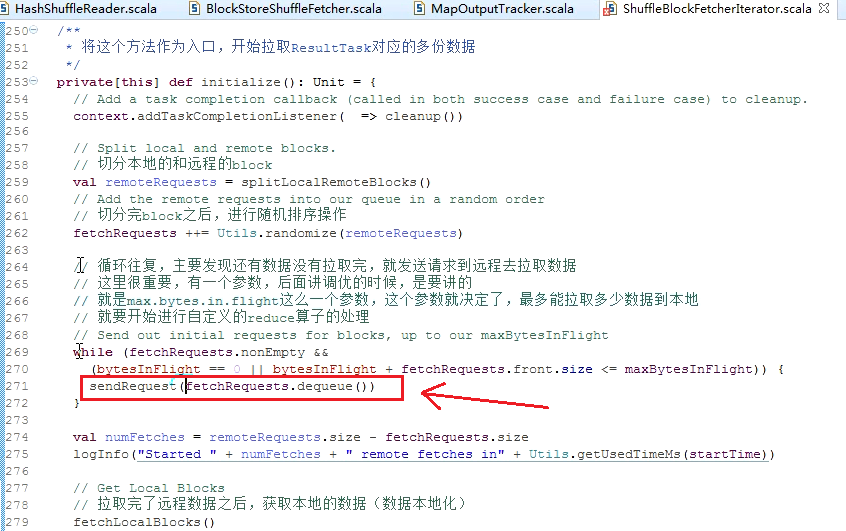 HashShuffleReader.scala BlockStoreShuffleFetcher.scala MapOutputTracker.scala ShuffleBlockFetcherIterator.scala
250 /**
251 * 将这个方法作为入口，开始拉取ResultTask对应的多份数据
252 */
253 private[this] def initialize(): Unit = {
254 // Add a task completion callback (called in both success case and failure case) to cleanup.
255 context.addTaskCompletionListener( => cleanup())
256
257 // Split local and remote blocks.
258 // 切分本地的和远程的block
259 val remoteRequests = splitLocalRemoteBlocks()
260 // Add the remote requests into our queue in a random order
261 // 切分完block之后，进行随机排序操作
262 fetchRequests ++= Utils.randomize(remoteRequests)
263
264 // 循环往复，主要发现还有数据没有拉取完，就发送请求到远程去拉取数据
265 // 这里很重要，有一个参数，后面讲调优的时候，是要讲的
266 // 就是max.bytes.in.flight这么一个参数，这个参数就决定了，最多能拉取多少数据到本地
267 // 就要开始进行自定义的reduce算子的处理
268 // Send out initial requests for blocks, up to our maxBytesInFlight
269 while (fetchRequests.nonEmpty &&
270 (bytesInFlight == 0 || bytesInFlight + fetchRequests.front.size <= maxBytesInFlight)) {
271 sendRequest(fetchRequests.dequeue())
272 }
273
274 val numFetches = remoteRequests.size - fetchRequests.size
275 logInfo("Started " + numFetches + " remote fetches in" + Utils.getUsedTimeMs(startTime))
276
277 // Get Local Blocks
278 // 拉取完了远程数据之后，获取本地的数据（数据本地化）
279 fetchLocalBlocks()